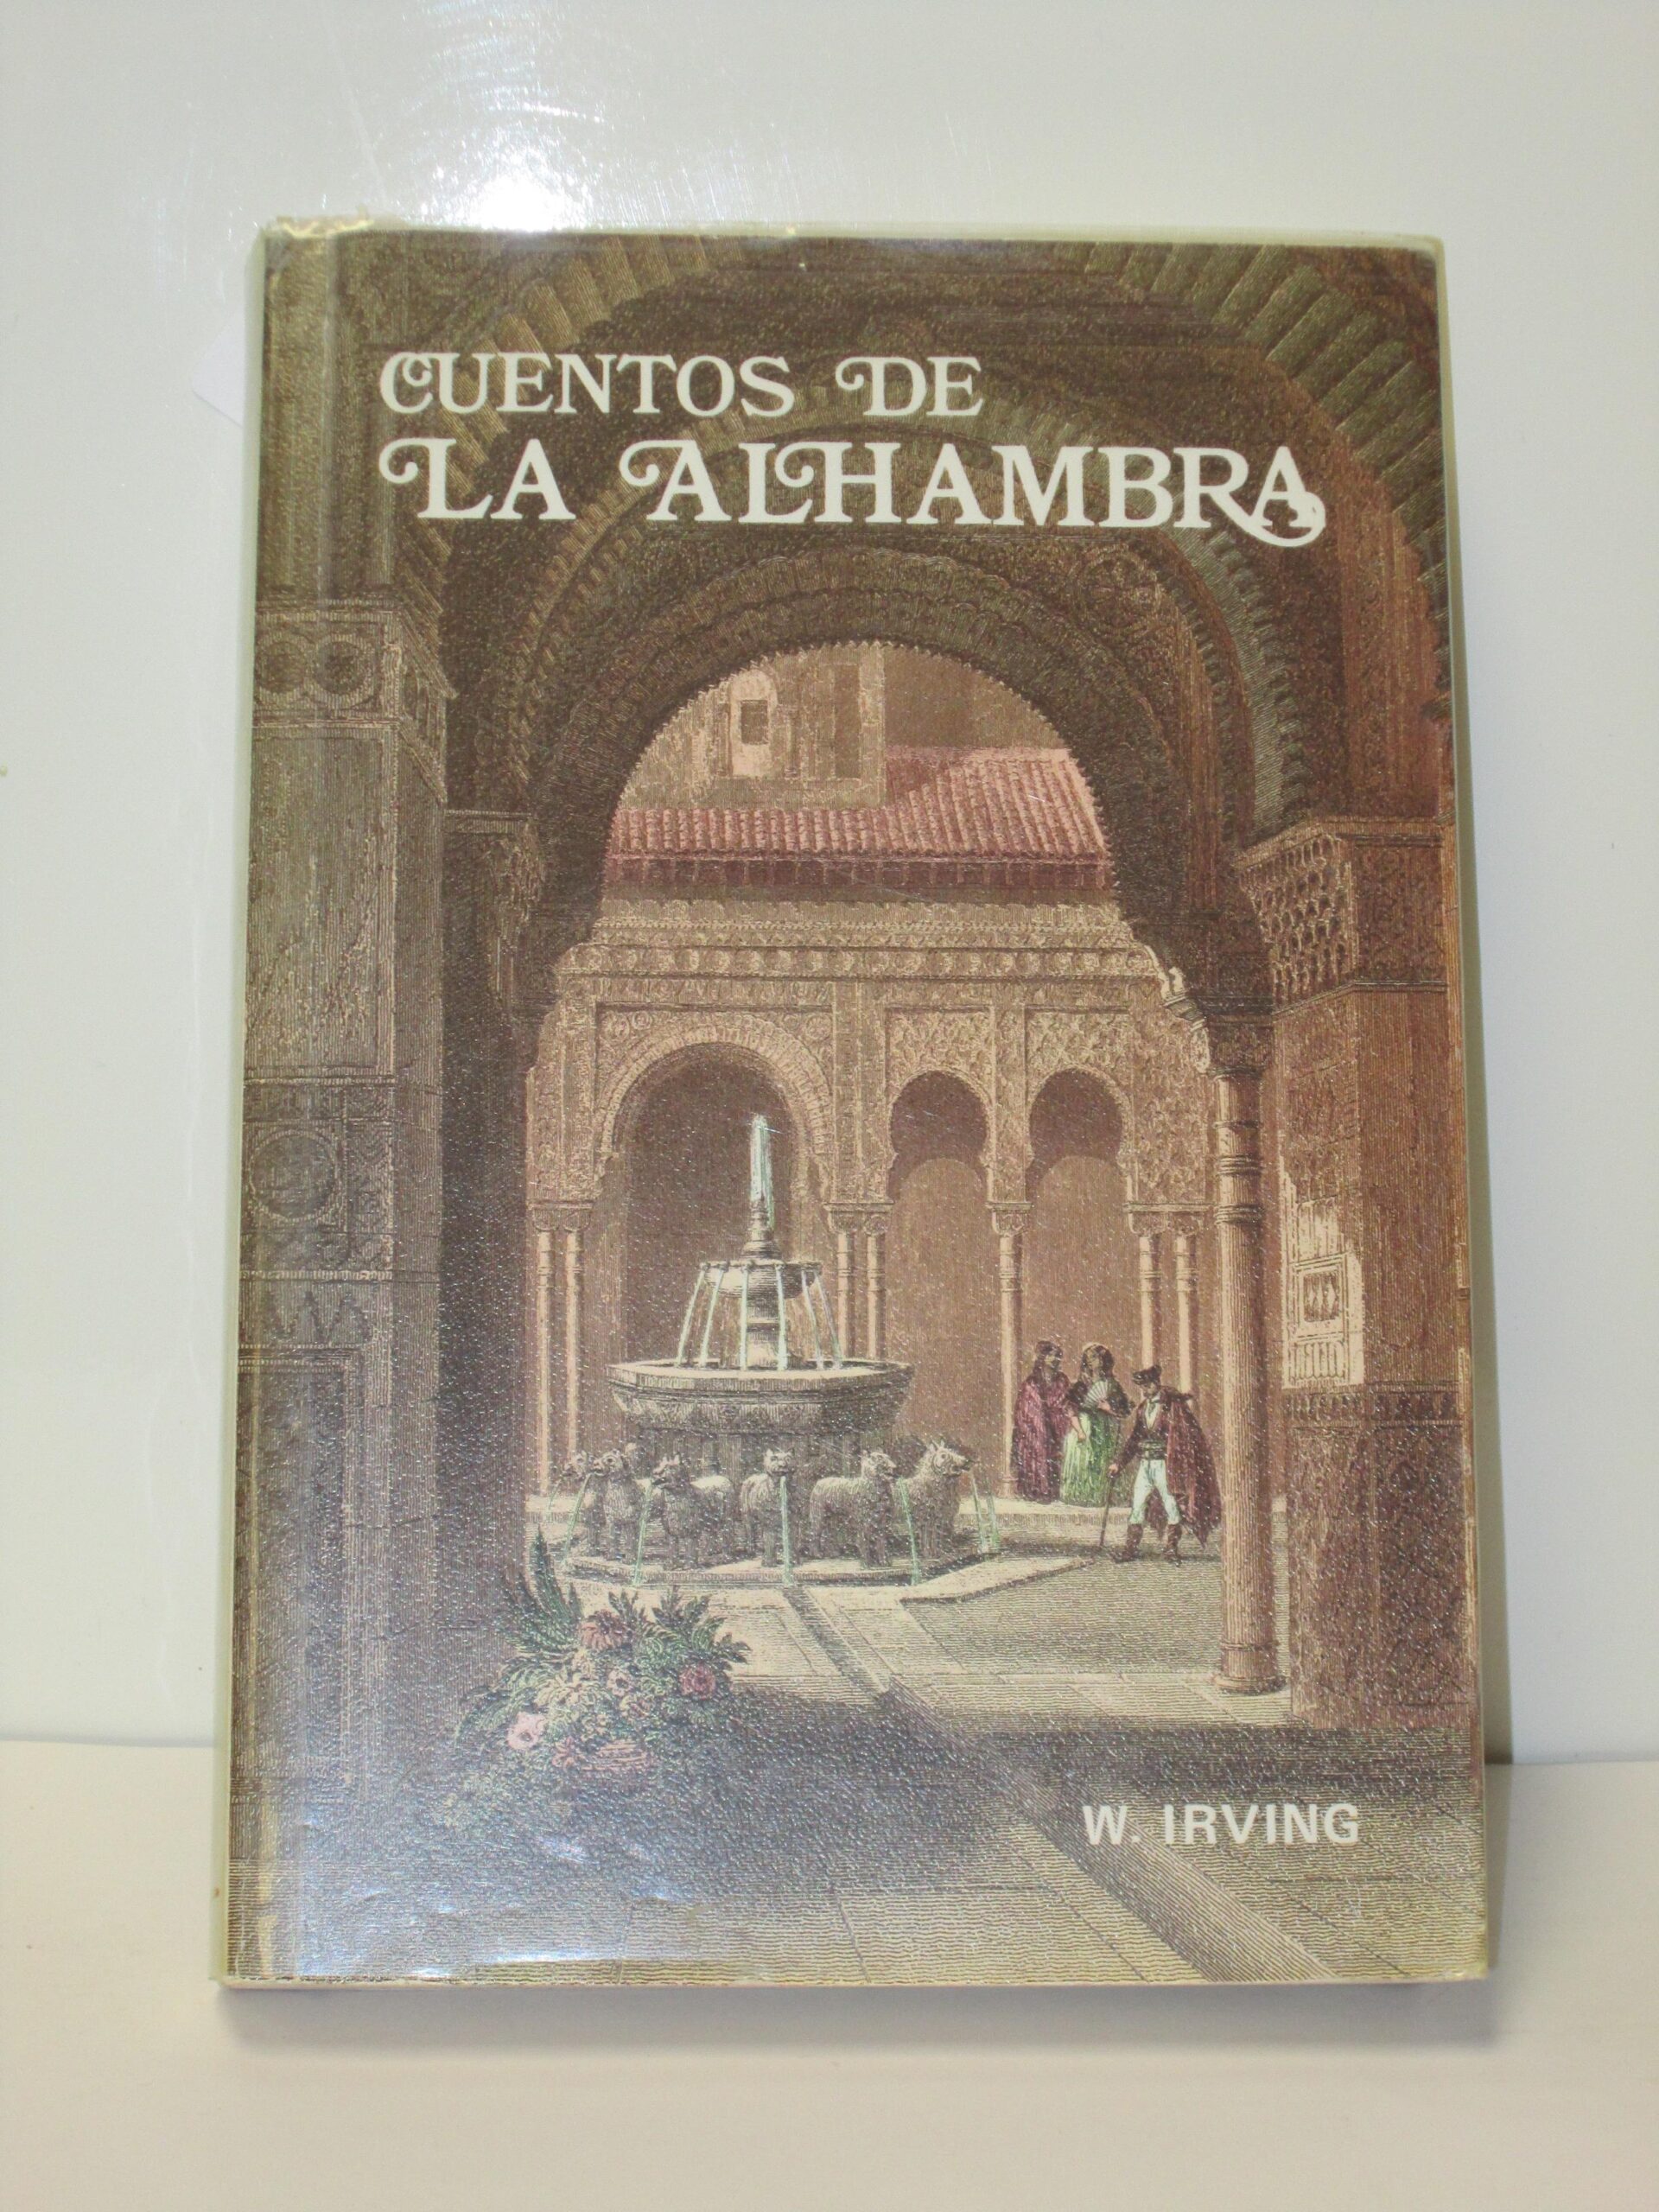 CUENTOS DE
LA ALHAMBRA
W. IRVING